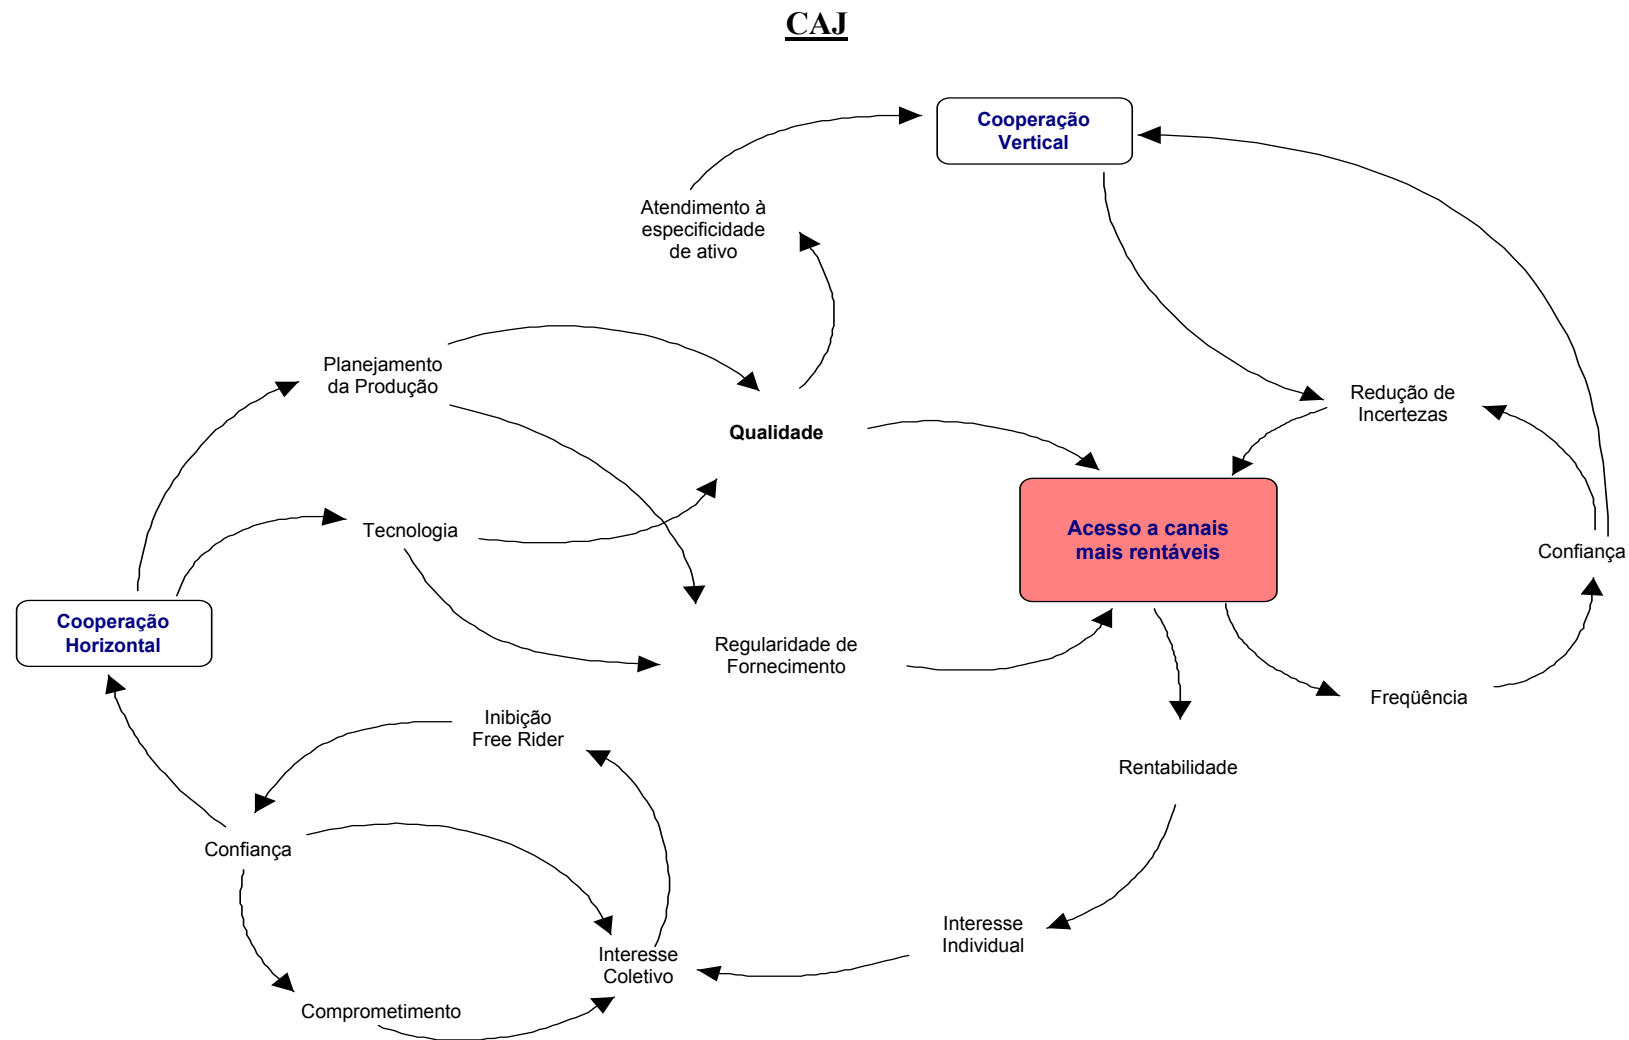 CAJ
Cooperação
Vertical
Atendimento à
especificidade
de ativo
Planejamento
da Produção
Redução de
Incertezas
Qualidade
Tecnologia
Acesso a canais
mais rentáveis
Confiança
Cooperação
Horizontal
Regularidade de
Fornecimento
Freqüência
Inibição
Free Rider
Rentabilidade
Confiança
Interesse
Individual
Interesse
Coletivo
Comprometimento